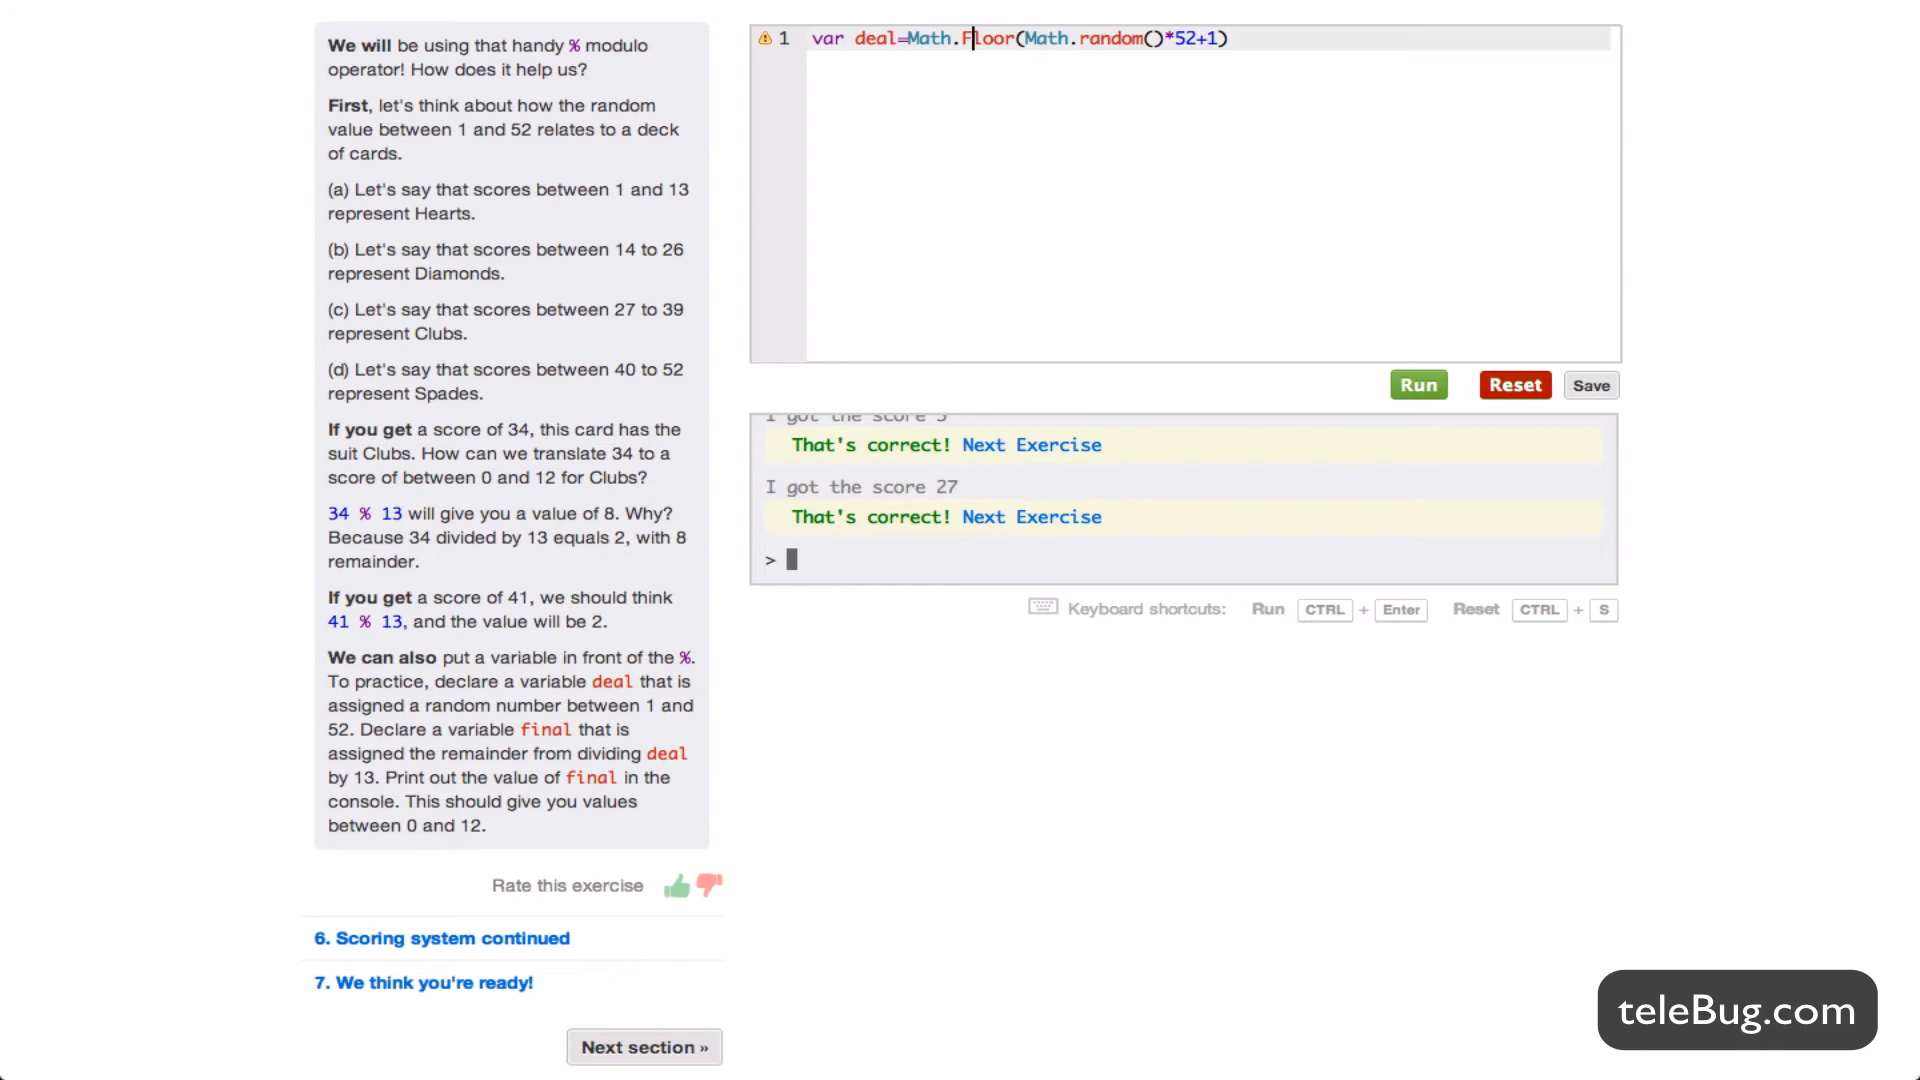 We will be using that handy % modulo
operator! How does it help us?
First, let's think about how the random
value between 1 and 52 relates to a deck
of cards.
(a) Let's say that scores between 1 and 13
represent Hearts.
(b) Let's say that scores between 14 to 26
represent Diamonds.
(c) Let's say that scores between 27 to 39
represent Clubs.
(d) Let's say that scores between 40 to 52
represent Spades.
If you get a score of 34, this card has the
suit Clubs. How can we translate 34 to a
score of between 0 and 12 for Clubs?
34 % 13 will give you a value of 8. Why?
Because 34 divided by 13 equals 2, with 8
remainder.
If you get a score of 41, we should think
41 % 13, and the value will be 2.
We can also put a variable in front of the %.
To practice, declare a variable deal that is
assigned a random number between 1 and
52. Declare a variable final that is
assigned the remainder from dividing deal
by 13. Print out the value of final in the
console. This should give you values
between 0 and 12.
Rate this exercise
6. Scoring system continued
7. We think you're ready!
Next section »
1 var deal=Math.Floor(Math.random()*52+1)
Run Reset Save
I got the score 5
That's correct! Next Exercise
I got the score 27
That's correct! Next Exercise
>
Keyboard shortcuts: Run CTRL + Enter Reset CTRL + S
teleBug.com